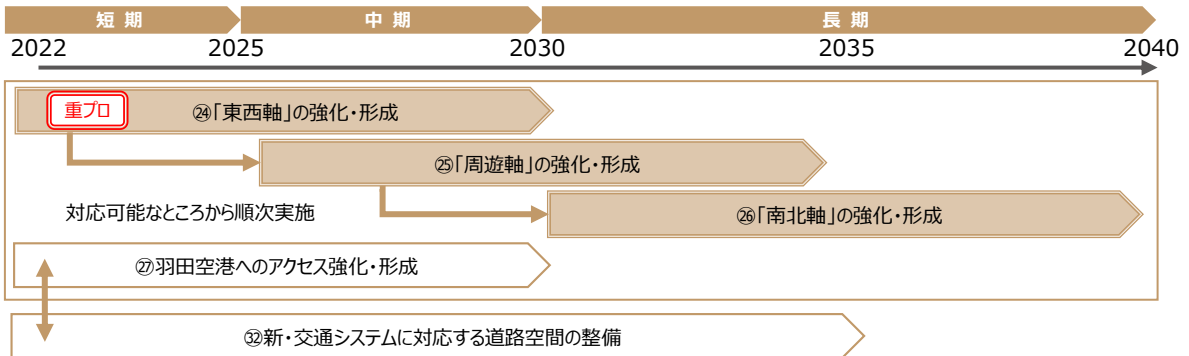 短期 中期 長期
2022 2025 2030 2035 2040
重プロ ㉔「東西軸」の強化・形成
㉕「周遊軸」の強化・形成
対応可能なところから順次実施 ㉖「南北軸」の強化・形成
㉗羽田空港へのアクセス強化・形成
㉜新・交通システムに対応する道路空間の整備